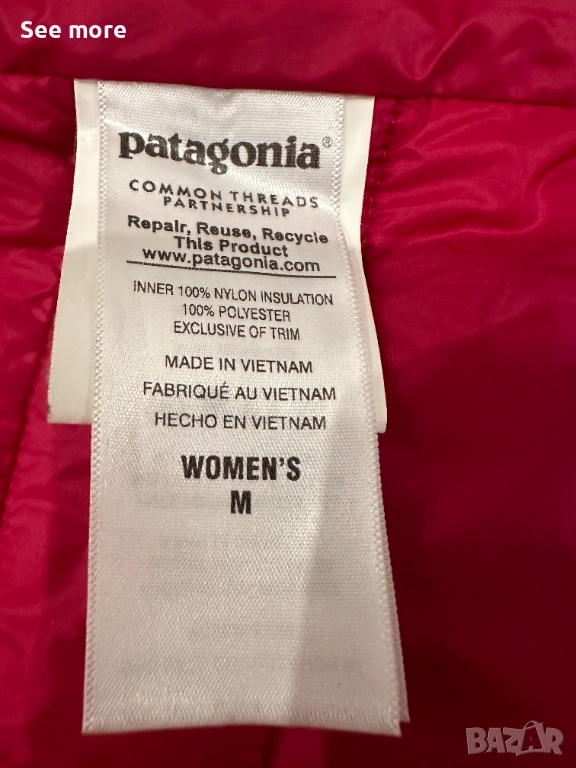 See more
patagonia®
COMMON THREADS
PARTNERSHIP
Repair, Reuse, Recycle
This Product
www.patagonia.com
INNER 100% NYLON INSULATION
100% POLYESTER
EXCLUSIVE OF TRIM
MADE IN VIETNAM
FABRIQUÉ AU VIETNAM
HECHO EN VIETNAM
WOMEN'S
M
BAZAR